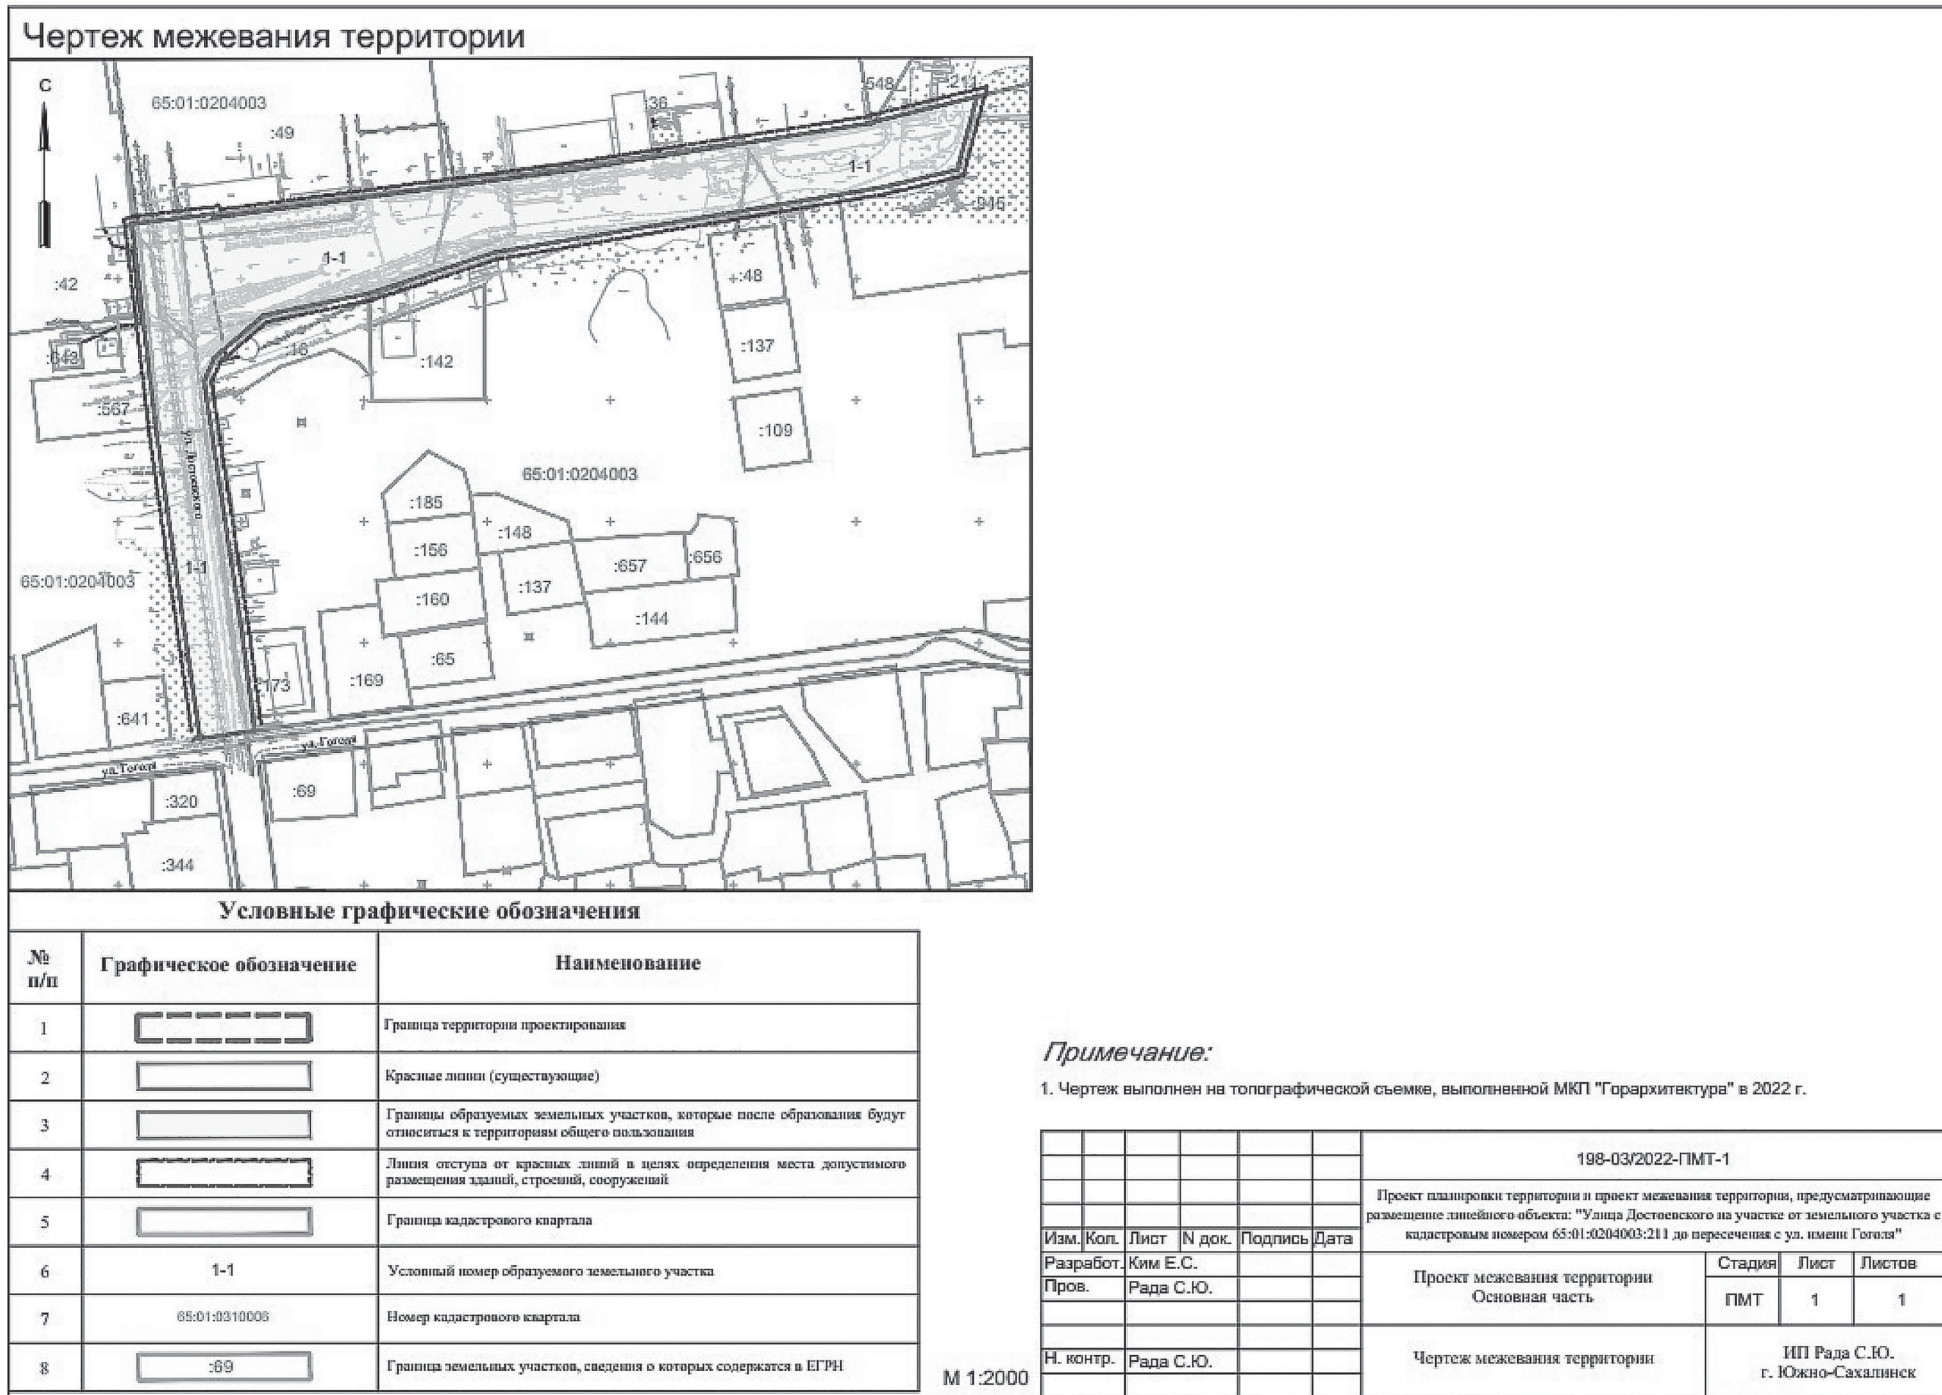 Чертеж межевания территории
С
65:01:0204003
:49
:36
:548
:211
1-1
:945
1-1
:42
:48
:16
:142
:137
:567
:109
ул. Достоевского
65:01:0204003
:185
:148
:156
:657
:656
1-1
65:01:0204003
:137
:160
:144
:65
:169
:173
:641
ул. Гоголя
ул. Гоголя
:320
:69
:344
Условные графические обозначения
№ п/п
Графическое обозначение
Наименование
1
Граница территории проектирования
2
Красные линии (существующие)
3
Границы образуемых земельных участков, которые после образования будут
относиться к территориям общего пользования
4
Линия отступа от красных линий в целях определения места допустимого
размещения зданий, строений, сооружений
5
Граница кадастрового квартала
6
1-1
Условный номер образуемого земельного участка
7
65:01:0310006
Номер кадастрового квартала
8
:69
Граница земельных участков, сведения о которых содержатся в ЕГРН
М 1:2000
Примечание:
1. Чертеж выполнен на топографической съемке, выполненной МКП "Горархитектура" в 2022 г.
198-03/2022-ПМТ-1
Проект планировки территории и проект межевания территории, предусматривающие
размещение линейного объекта: "Улица Достоевского на участке от земельного участка с
кадастровым номером 65:01:0204003:211 до пересечения с ул. имени Гоголя"
Изм. Кол. Лист N док. Подпись Дата
Разработ. Ким Е.С.
Пров. Рада С.Ю.
Проект межевания территории
Основная часть
Стадия Лист Листов
ПМТ 1 1
Н. контр. Рада С.Ю.
Чертеж межевания территории
ИП Рада С.Ю.
г. Южно-Сахалинск